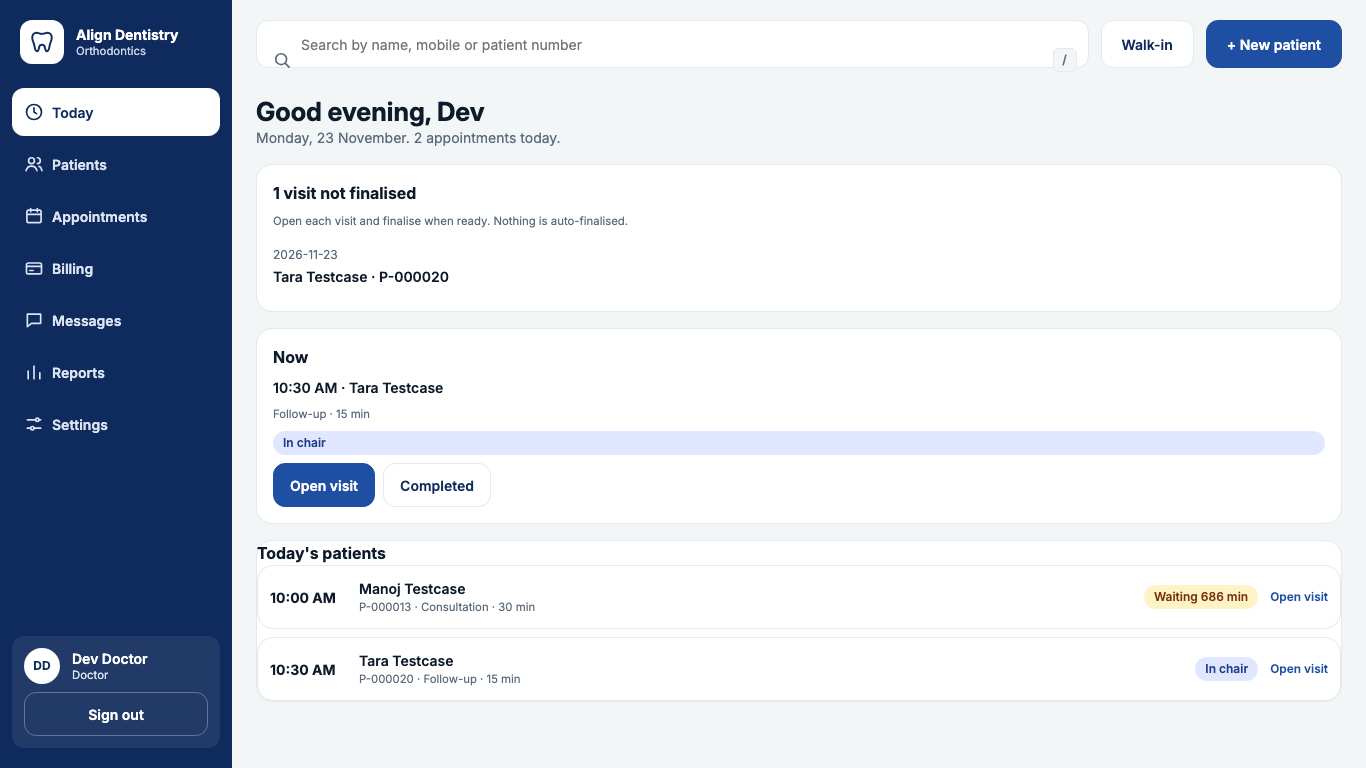 Align Dentistry
Orthodontics
Today
Patients
Appointments
Billing
Messages
Reports
Settings
DD
Dev Doctor
Doctor
Sign out
Search by name, mobile or patient number
/
Walk-in
+ New patient
Good evening, Dev
Monday, 23 November. 2 appointments today.
1 visit not finalised
Open each visit and finalise when ready. Nothing is auto-finalised.
2026-11-23
Tara Testcase · P-000020
Now
10:30 AM · Tara Testcase
Follow-up · 15 min
In chair
Open visit
Completed
Today's patients
10:00 AM
Manoj Testcase
P-000013 · Consultation · 30 min
Waiting 686 min
Open visit
10:30 AM
Tara Testcase
P-000020 · Follow-up · 15 min
In chair
Open visit